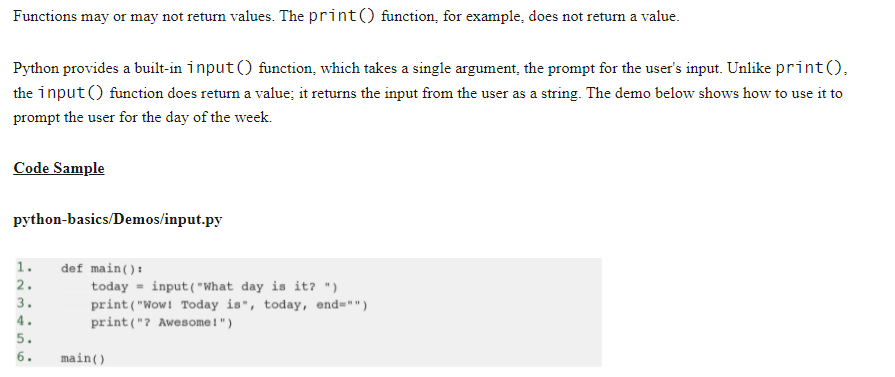 Functions may or may not return values. The print() function, for example, does not return a value.
Python provides a built-in input() function, which takes a single argument, the prompt for the user's input. Unlike print(),
the input() function does return a value; it returns the input from the user as a string. The demo below shows how to use it to
prompt the user for the day of the week.
Code Sample
python-basics/Demos/input.py
1. def main():
2. today = input("What day is it? ")
3. print("Wow! Today is", today, end="")
4. print("? Awesome!")
5.
6. main()